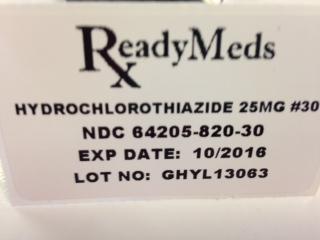 ReadyMeds
Rx
HYDROCHLOROTHIAZIDE 25MG #30
NDC 64205-820-30
EXP DATE: 10/2016
LOT NO: GHYL13063